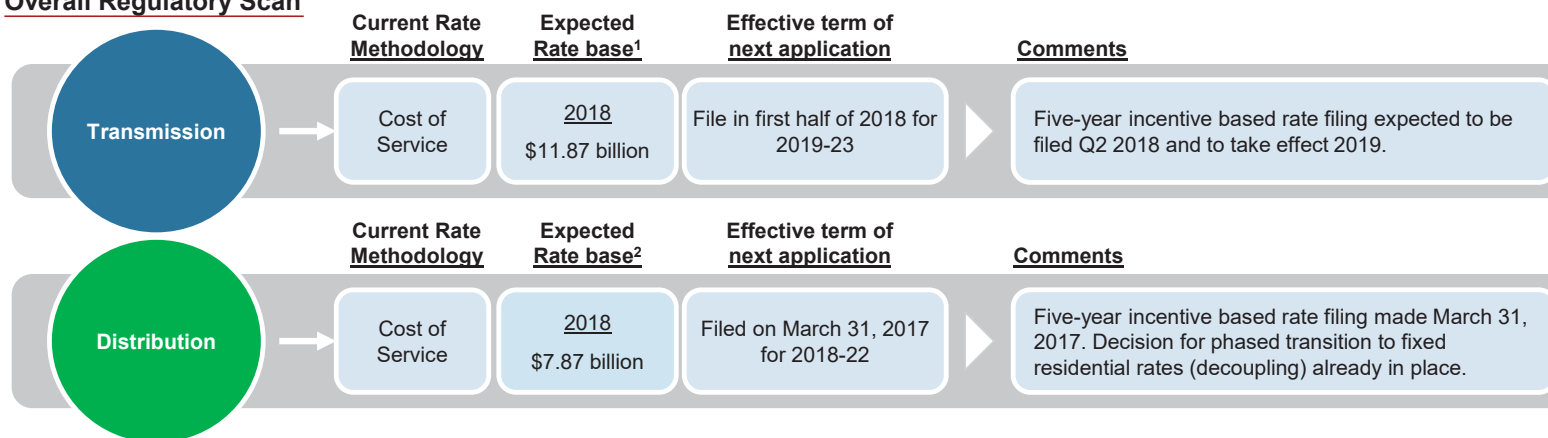 Overall Regulatory Scan
Current Rate
Methodology
Expected
Rate base¹
Effective term of
next application
Comments
Transmission
Cost of
Service
2018
$11.87 billion
File in first half of 2018 for
2019-23
Five-year incentive based rate filing expected to be
filed Q2 2018 and to take effect 2019.
Current Rate
Methodology
Expected
Rate base²
Effective term of
next application
Comments
Distribution
Cost of
Service
2018
$7.87 billion
Filed on March 31, 2017
for 2018-22
Five-year incentive based rate filing made March 31,
2017. Decision for phased transition to fixed
residential rates (decoupling) already in place.